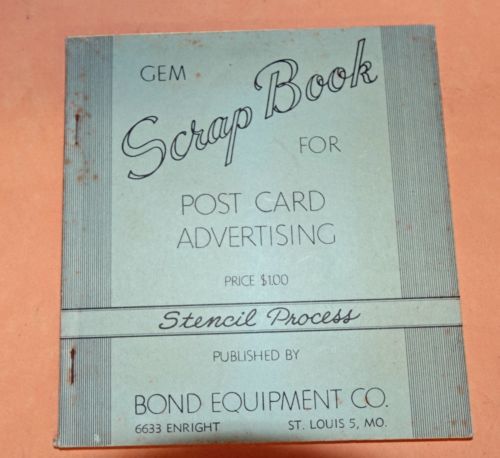 GEM
Scrap Book
FOR
POST CARD
ADVERTISING
PRICE $1.00
Stencil Process
PUBLISHED BY
BOND EQUIPMENT CO.
6633 ENRIGHT ST. LOUIS 5, MO.